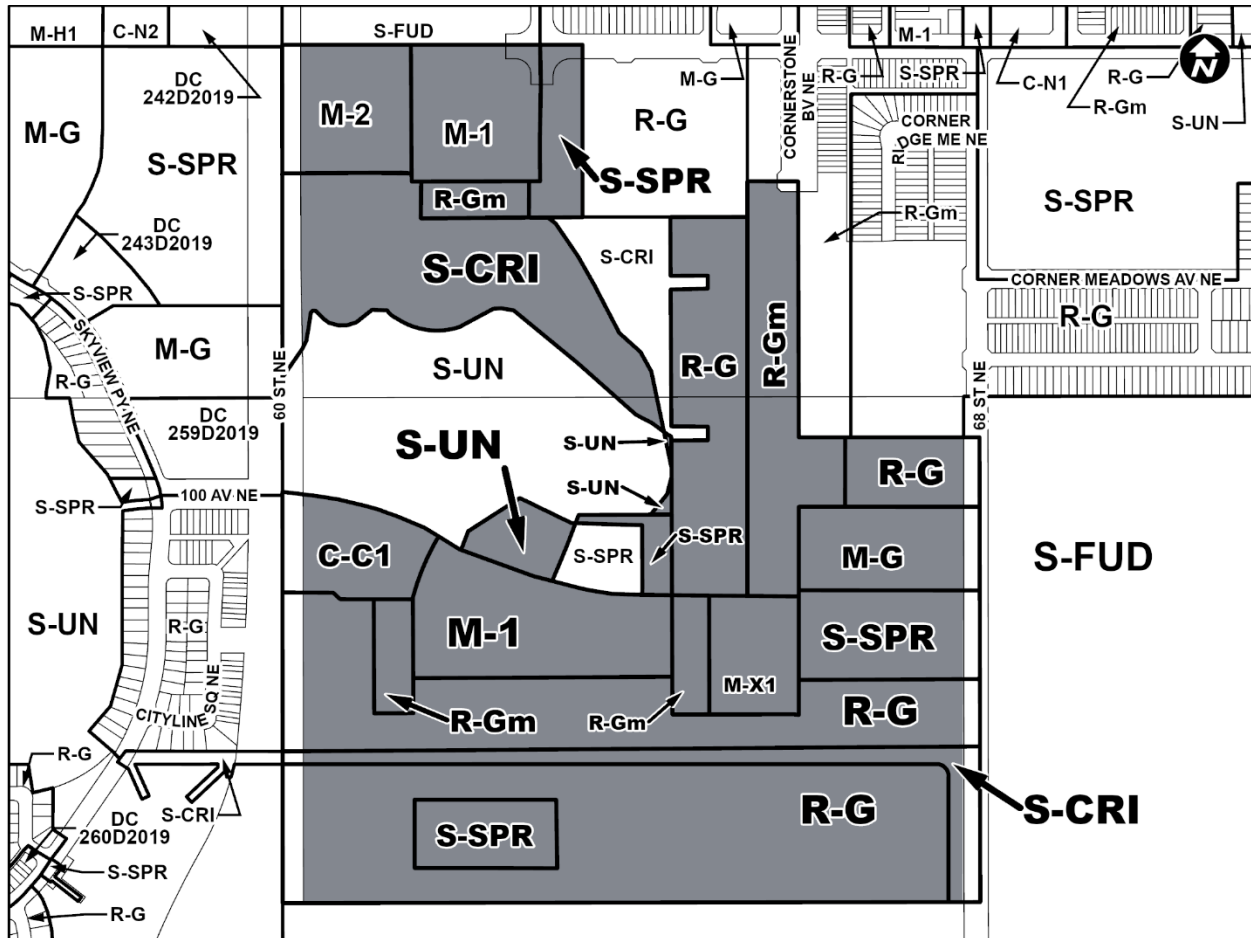 M-H1
C-N2
S-FUD
M-1
DC
242D2019
M-G
R-G
S-SPR
C-N1
R-G
R-Gm
S-UN
N
M-G
S-SPR
M-2
M-1
R-G
CORNERSTONE
BV NE
CORNER
RIDGE ME NE
S-SPR
R-Gm
S-SPR
R-Gm
DC
243D2019
S-CRI
S-CRI
S-SPR
CORNER MEADOWS AV NE
R-G
SKYVIEW PY NE
M-G
60 ST NE
S-UN
R-G
R-Gm
68 ST NE
R-G
DC
259D2019
S-UN
S-UN
R-G
S-UN
100 AV NE
S-SPR
S-SPR
S-SPR
C-C1
M-G
S-FUD
S-UN
R-G
M-1
S-SPR
M-X1
SQ NE
CITYLINE
R-Gm
R-Gm
R-G
R-G
S-CRI
DC
260D2019
S-CRI
R-G
S-SPR
S-SPR
R-G